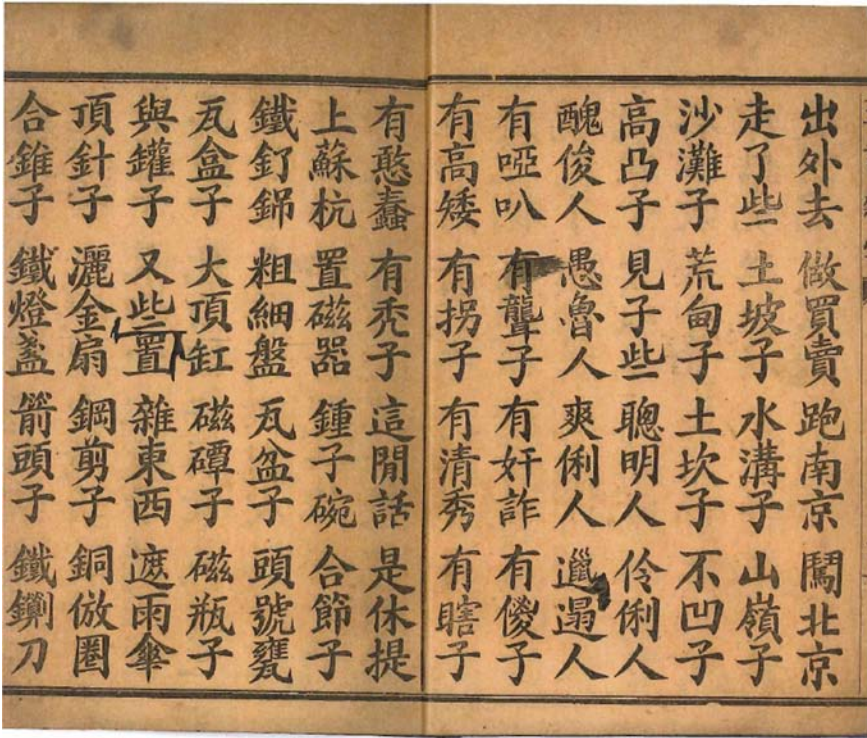 出外去 做買賣 跑南京 鬧北京
走了些 土坡子 水溝子 山嶺子
沙灘子 荒甸子 土坎子 不凹子
高凸子 見子些 聰明人 伶俐人
醜俊人 愚魯人 爽俐人 邋遢人
有啞叭 有聾子 有奸詐 有儍子
有高矮 有拐子 有清秀 有瞎子
有憨蠢 有禿子 這閒話 是休提
上蘇杭 置磁器 鍾子碗 合節子
鐵釘錦 粗細盤 瓦盆子 頭號甕
瓦盒子 大頂缸 磁磹子 磁瓶子
與罐子 又些置 雜東西 遮雨傘
頂針子 灑金扇 鋼剪子 銅倣圈
合錐子 鐵燈盞 箭頭子 鐵鍘刀